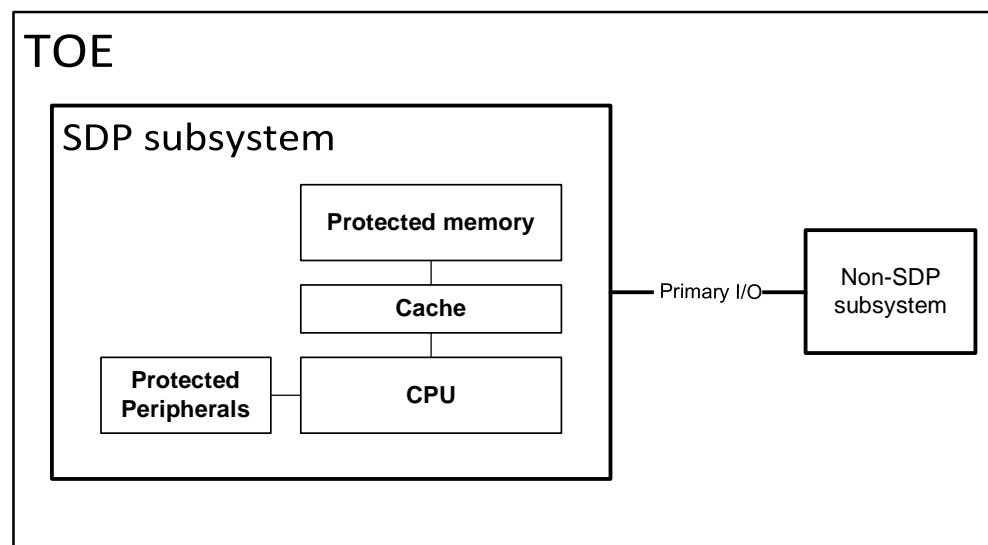 TOE
SDP subsystem
Protected memory
Cache
Protected
Peripherals
CPU
Primary I/O
Non-SDP
subsystem